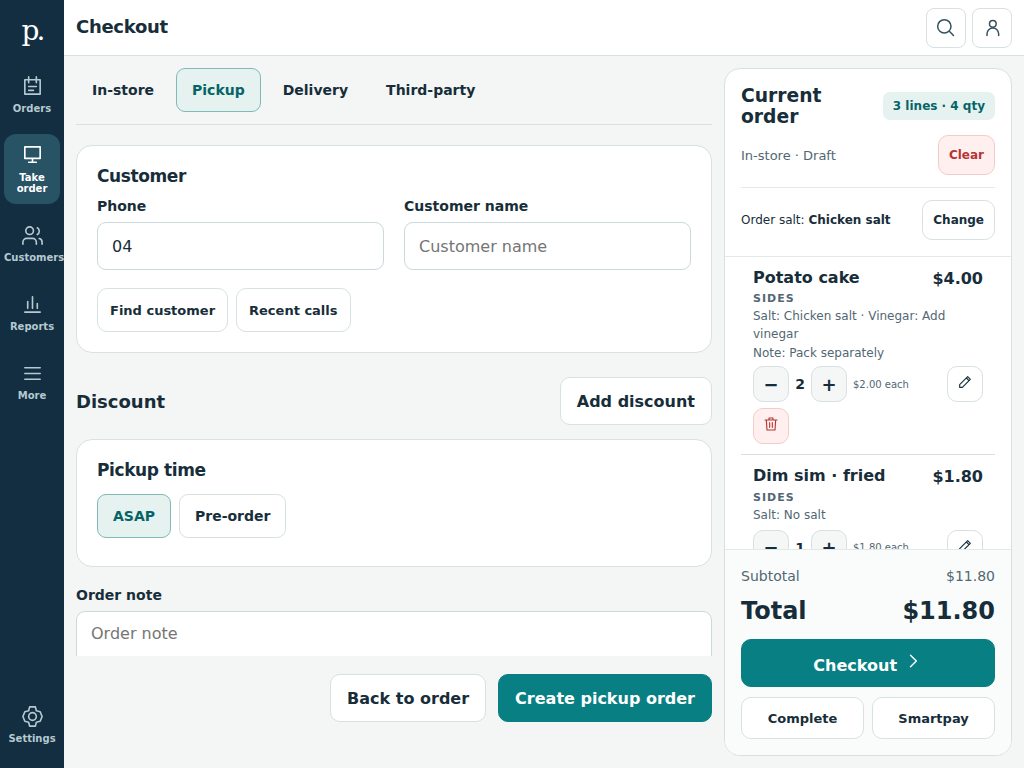 p.
Checkout
Orders
Take
order
Customers
Reports
More
Settings
In-store
Pickup
Delivery
Third-party
Customer
Phone
Customer name
04
Customer name
Find customer
Recent calls
Discount
Add discount
Pickup time
ASAP
Pre-order
Order note
Order note
Back to order
Create pickup order
Current
order
3 lines · 4 qty
In-store · Draft
Clear
Order salt: Chicken salt
Change
Potato cake
$4.00
SIDES
Salt: Chicken salt · Vinegar: Add
vinegar
Note: Pack separately
− 2 + $2.00 each
Dim sim · fried
$1.80
SIDES
Salt: No salt
− 1 + $1.80 each
Subtotal
$11.80
Total
$11.80
Checkout
Complete
Smartpay